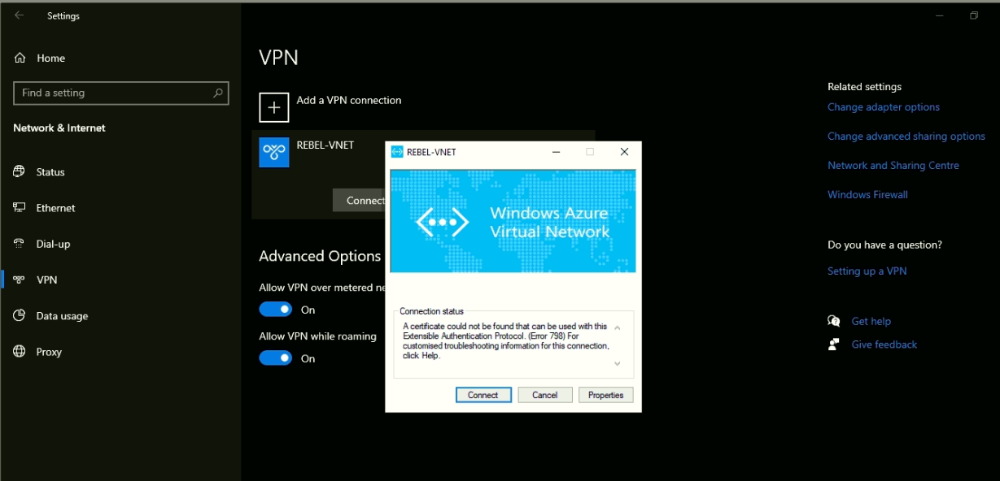 Settings
Home
Find a setting
Network & Internet
Status
Ethernet
Dial-up
VPN
Data usage
Proxy
VPN
Add a VPN connection
REBEL-VNET
Connect
Advanced Options
Allow VPN over metered ne
On
Allow VPN while roaming
On
REBEL-VNET
Windows Azure
Virtual Network
Connection status
A certificate could not be found that can be used with this
Extensible Authentication Protocol. (Error 798) For
customised troubleshooting information for this connection,
click Help.
Connect
Cancel
Properties
Related settings
Change adapter options
Change advanced sharing options
Network and Sharing Centre
Windows Firewall
Do you have a question?
Setting up a VPN
Get help
Give feedback